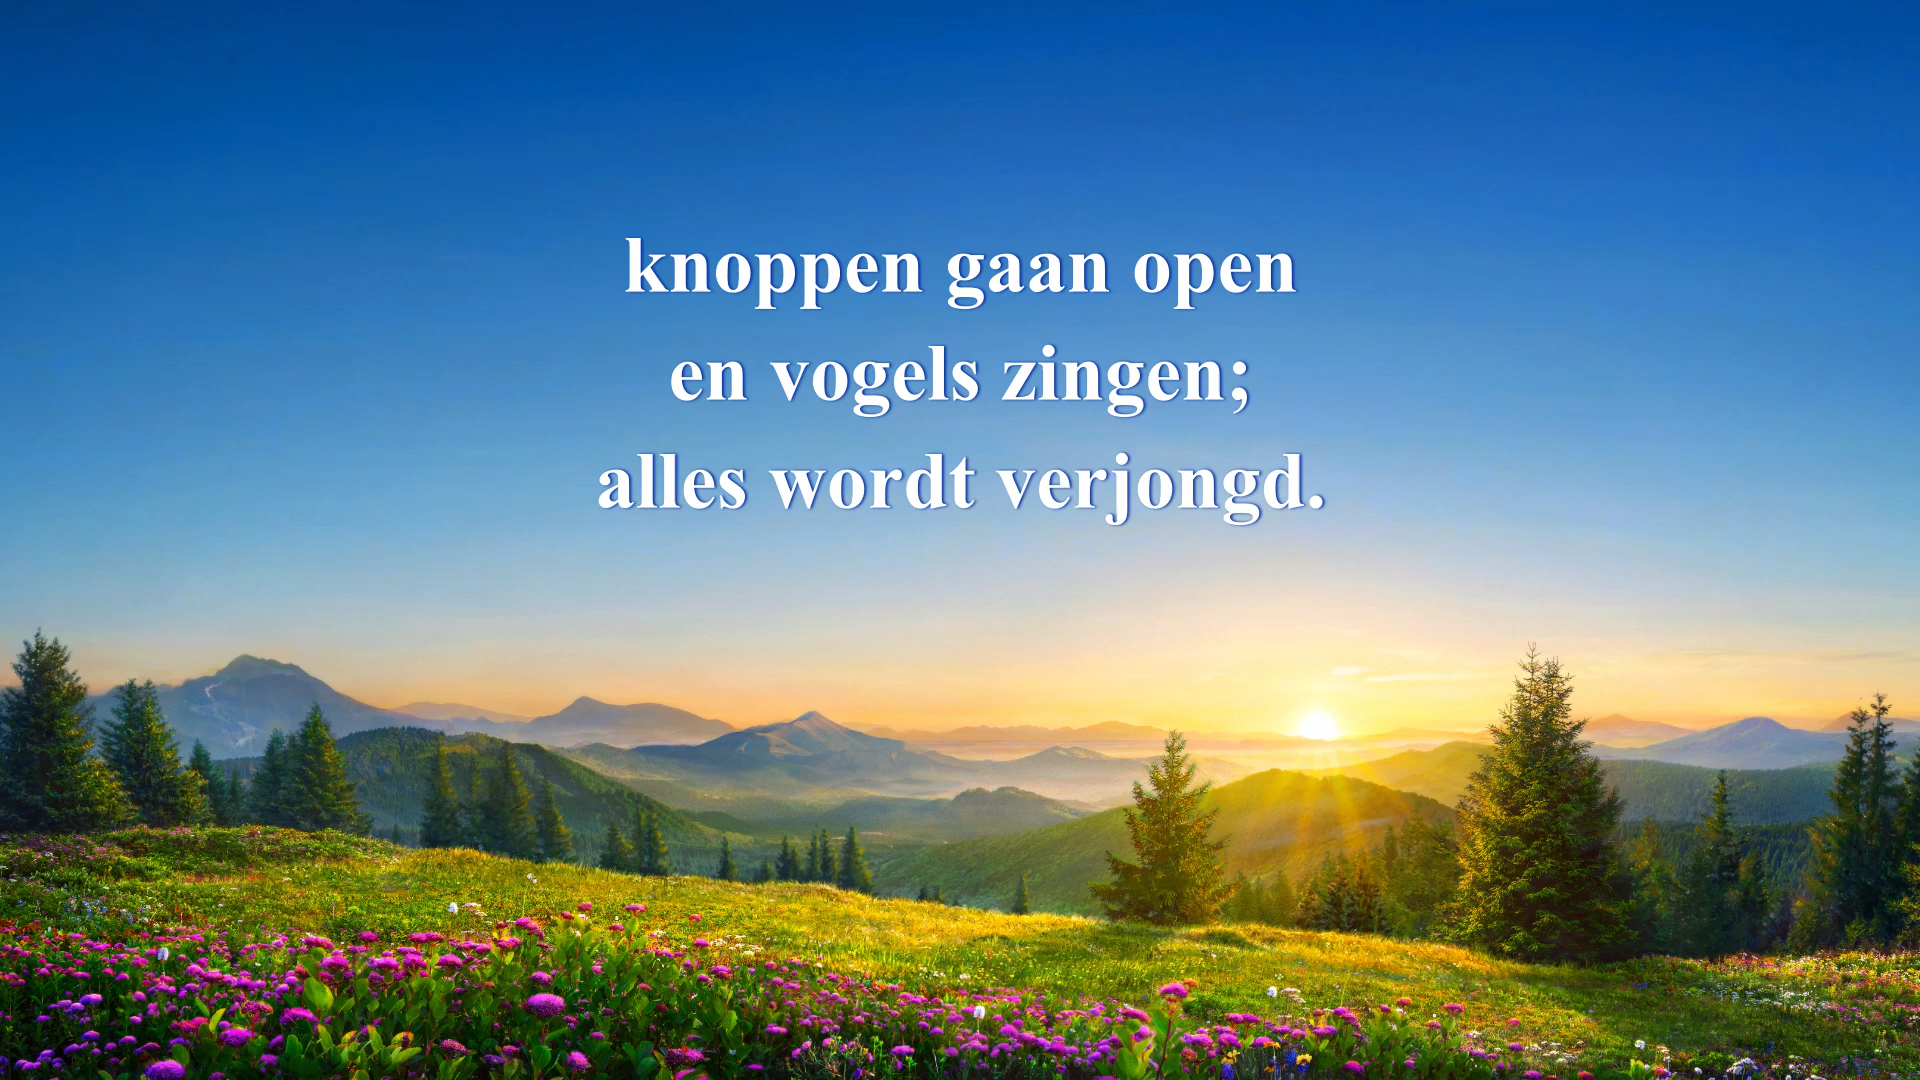 knoppen gaan open
en vogels zingen;
alles wordt verjongd.